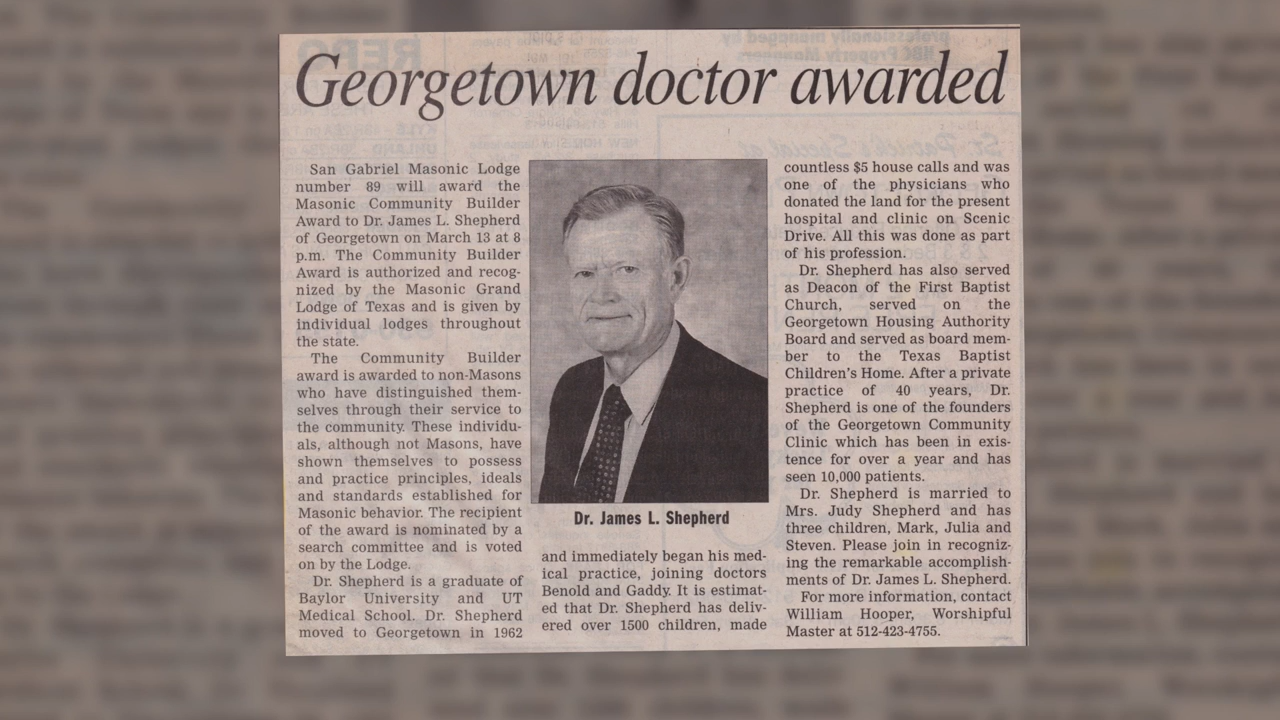 Georgetown doctor awarded
San Gabriel Masonic Lodge
number 89 will award the
Masonic Community Builder
Award to Dr. James L. Shepherd
of Georgetown on March 13 at 8
p.m. The Community Builder
Award is authorized and recog-
nized by the Masonic Grand
Lodge of Texas and is given by
individual lodges throughout
the state.
The Community Builder
award is awarded to non-Masons
who have distinguished them-
selves through their service to
the community. These individu-
als, although not Masons, have
shown themselves to possess
and practice principles, ideals
and standards established for
Masonic behavior. The recipient
of the award is nominated by a
search committee and is voted
on by the Lodge.
Dr. Shepherd is a graduate of
Baylor University and UT
Medical School. Dr. Shepherd
moved to Georgetown in 1962
Dr. James L. Shepherd
and immediately began his med-
ical practice, joining doctors
Benold and Gaddy. It is estimat-
ed that Dr. Shepherd has deliv-
ered over 1500 children, made
countless $5 house calls and was
one of the physicians who
donated the land for the present
hospital and clinic on Scenic
Drive. All this was done as part
of his profession.
Dr. Shepherd has also served
as Deacon of the First Baptist
Church, served on the
Georgetown Housing Authority
Board and served as board mem-
ber to the Texas Baptist
Children's Home. After a private
practice of 40 years, Dr.
Shepherd is one of the founders
of the Georgetown Community
Clinic which has been in exis-
tence for over a year and has
seen 10,000 patients.
Dr. Shepherd is married to
Mrs. Judy Shepherd and has
three children, Mark, Julia and
Steven. Please join in recogniz-
ing the remarkable accomplish-
ments of Dr. James L. Shepherd.
For more information, contact
William Hooper, Worshipful
Master at 512-423-4755.